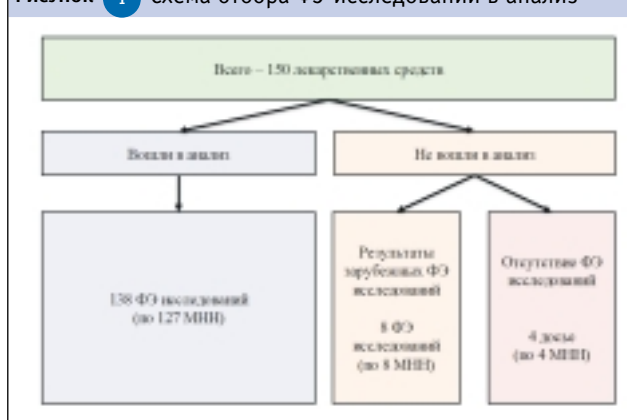 Рисунок 1 Схема отбора ФЭ исследований в анализ
Всего – 150 лекарственных средств
Вошли в анализ
Не вошли в анализ
138 ФЭ исследований
(по 127 МНН)
Результаты
зарубежных ФЭ
исследований
8 ФЭ
исследований
(по 8 МНН)
Отсутствие ФЭ
исследований
4 досье
(по 4 МНН)